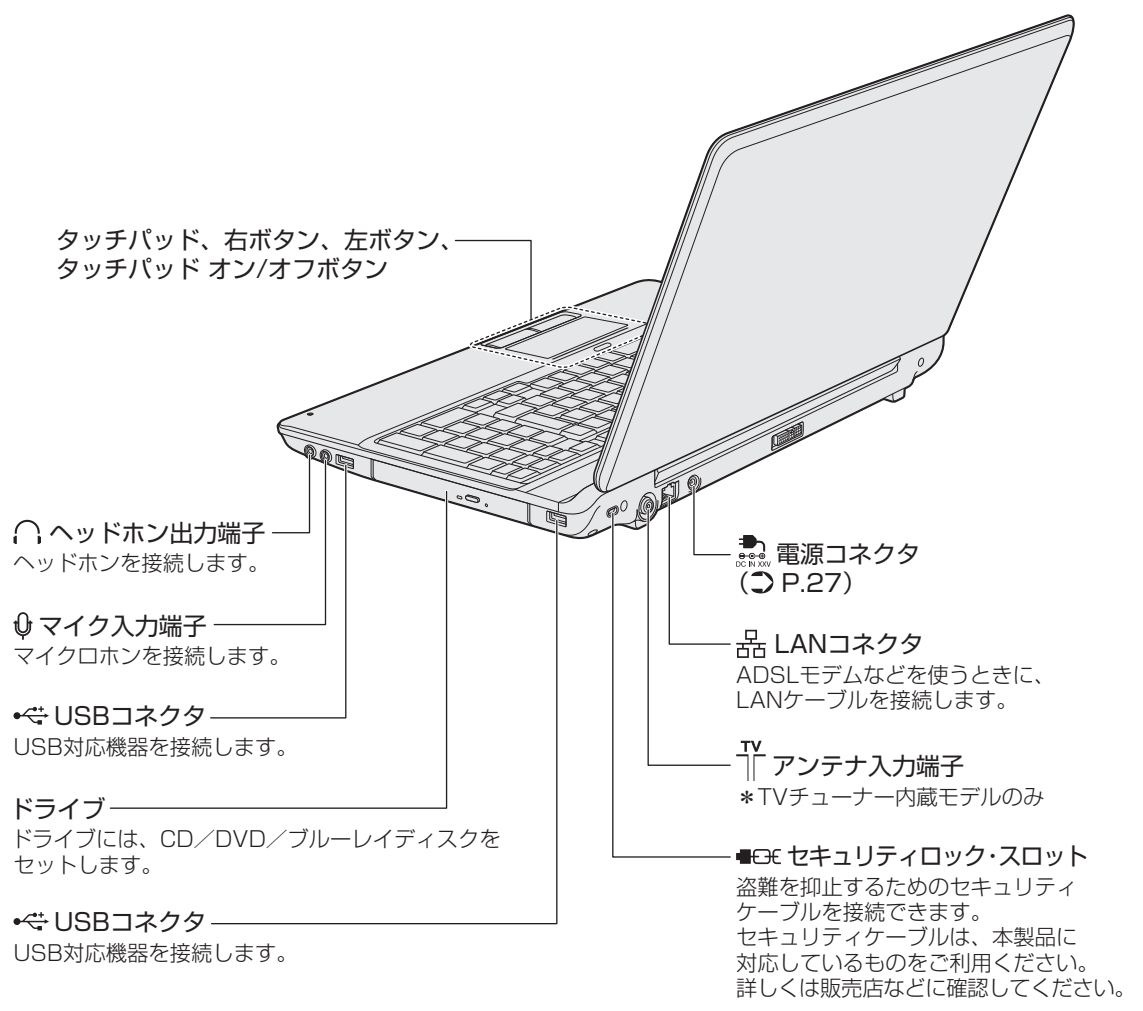 タッチパッド、右ボタン、左ボタン、
タッチパッド オン/オフボタン
ヘッドホン出力端子
ヘッドホンを接続します。
マイク入力端子
マイクロホンを接続します。
USBコネクタ
USB対応機器を接続します。
ドライブ
ドライブには、CD／DVD／ブルーレイディスクを
セットします。
USBコネクタ
USB対応機器を接続します。
DC IN XXV
電源コネクタ
（ P.27）
LANコネクタ
ADSLモデムなどを使うときに、
LANケーブルを接続します。
TV
アンテナ入力端子
＊TVチューナー内蔵モデルのみ
セキュリティロック・スロット
盗難を抑止するためのセキュリティ
ケーブルを接続できます。
セキュリティケーブルは、本製品に
対応しているものをご利用ください。
詳しくは販売店などに確認してください。